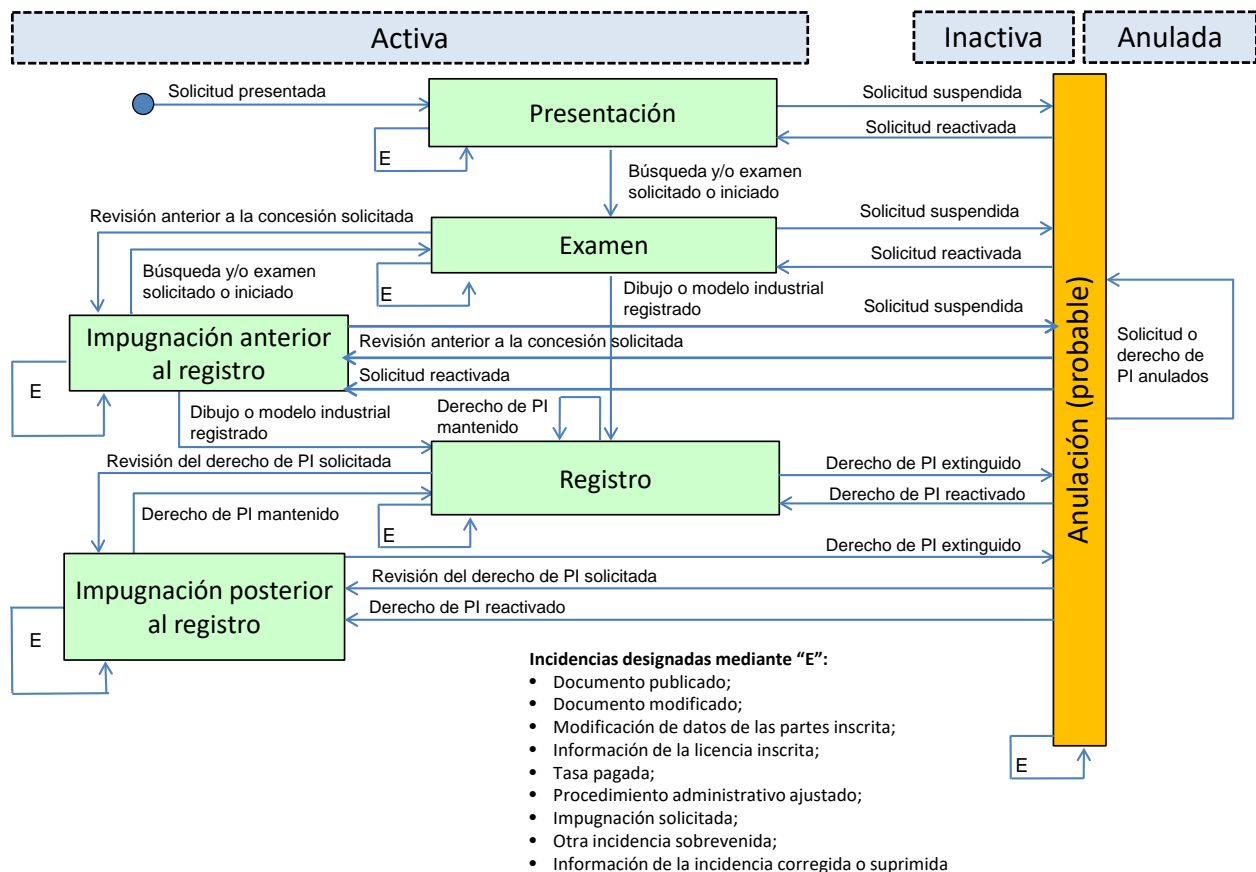 Activa
Inactiva
Anulada
Solicitud presentada
Presentación
E
Solicitud suspendida
Solicitud reactivada
Búsqueda y/o examen
solicitado o iniciado
Revisión anterior a la concesión solicitada
Examen
E
Solicitud suspendida
Solicitud reactivada
Búsqueda y/o examen
solicitado o iniciado
Dibujo o modelo industrial
registrado
Solicitud suspendida
Impugnación anterior
al registro
E
Revisión anterior a la concesión solicitada
Solicitud reactivada
Solicitud o
derecho de
PI anulados
Anulación (probable)
Dibujo o modelo industrial
registrado
Derecho de PI
mantenido
Revisión del derecho de PI solicitada
Registro
E
Derecho de PI extinguido
Derecho de PI reactivado
Derecho de PI mantenido
Derecho de PI extinguido
Impugnación posterior
al registro
E
Revisión del derecho de PI solicitada
Derecho de PI reactivado
Incidencias designadas mediante “E”:
• Documento publicado;
• Documento modificado;
• Modificación de datos de las partes inscrita;
• Información de la licencia inscrita;
• Tasa pagada;
• Procedimiento administrativo ajustado;
• Impugnación solicitada;
• Otra incidencia sobrevenida;
• Información de la incidencia corregida o suprimida
E